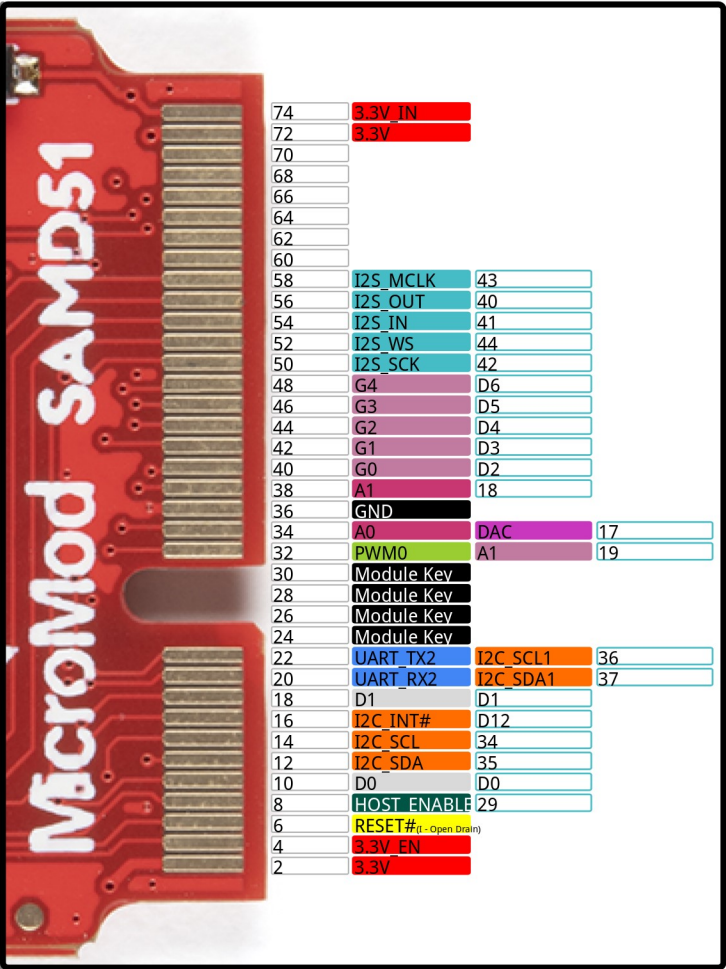 MicroMod SAMD51
74 3.3V_IN
72 3.3V
70
68
66
64
62
60
58 I2S_MCLK 43
56 I2S_OUT 40
54 I2S_IN 41
52 I2S_WS 44
50 I2S_SCK 42
48 G4 D6
46 G3 D5
44 G2 D4
42 G1 D3
40 G0 D2
38 A1 18
36 GND
34 A0 DAC 17
32 PWM0 A1 19
30 Module Key
28 Module Key
26 Module Key
24 Module Key
22 UART_TX2 I2C_SCL1 36
20 UART_RX2 I2C_SDA1 37
18 D1 D1
16 I2C_INT# D12
14 I2C_SCL 34
12 I2C_SDA 35
10 D0 D0
8 HOST_ENABLE 29
6 RESET#(I - Open Drain)
4 3.3V_EN
2 3.3V